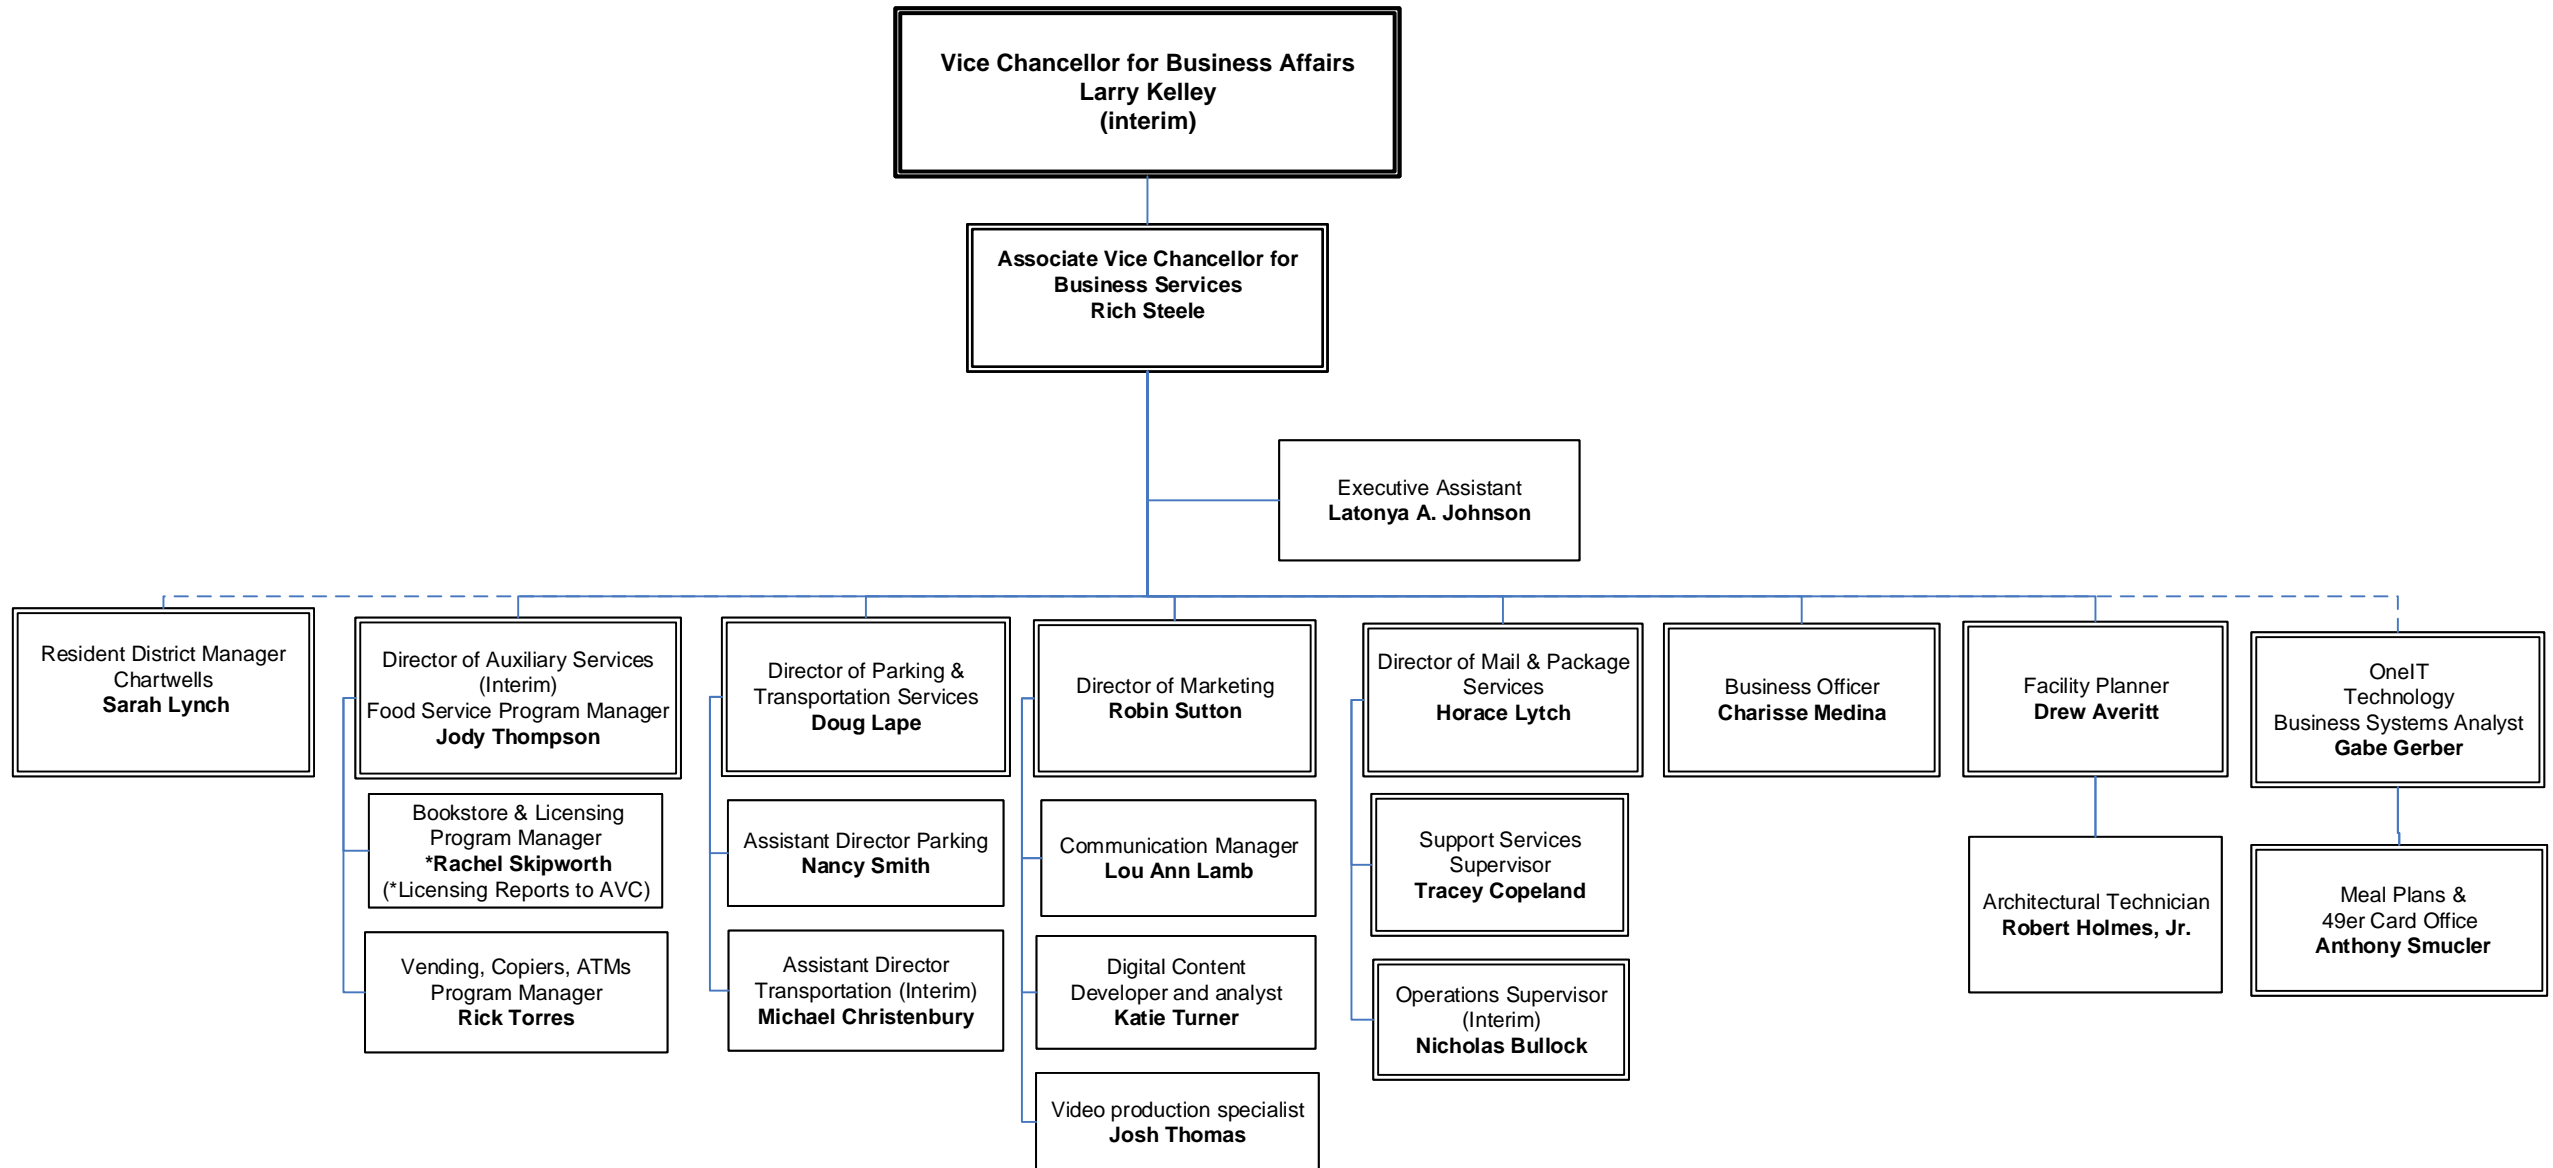 Vice Chancellor for Business Affairs
Larry Kelley
(interim)
Associate Vice Chancellor for
Business Services
Rich Steele
Executive Assistant
Latonya A. Johnson
Resident District Manager
Chartwells
Sarah Lynch
Director of Auxiliary Services
(Interim)
Food Service Program Manager
Jody Thompson
Director of Parking &
Transportation Services
Doug Lape
Director of Marketing
Robin Sutton
Director of Mail & Package
Services
Horace Lytch
Business Officer
Charisse Medina
Facility Planner
Drew Averitt
OneIT
Technology
Business Systems Analyst
Gabe Gerber
Bookstore & Licensing
Program Manager
*Rachel Skipworth
(*Licensing Reports to AVC)
Assistant Director Parking
Nancy Smith
Communication Manager
Lou Ann Lamb
Support Services
Supervisor
Tracey Copeland
Architectural Technician
Robert Holmes, Jr.
Meal Plans &
49er Card Office
Anthony Smucler
Vending, Copiers, ATMs
Program Manager
Rick Torres
Assistant Director
Transportation (Interim)
Michael Christenbury
Digital Content
Developer and analyst
Katie Turner
Operations Supervisor
(Interim)
Nicholas Bullock
Video production specialist
Josh Thomas